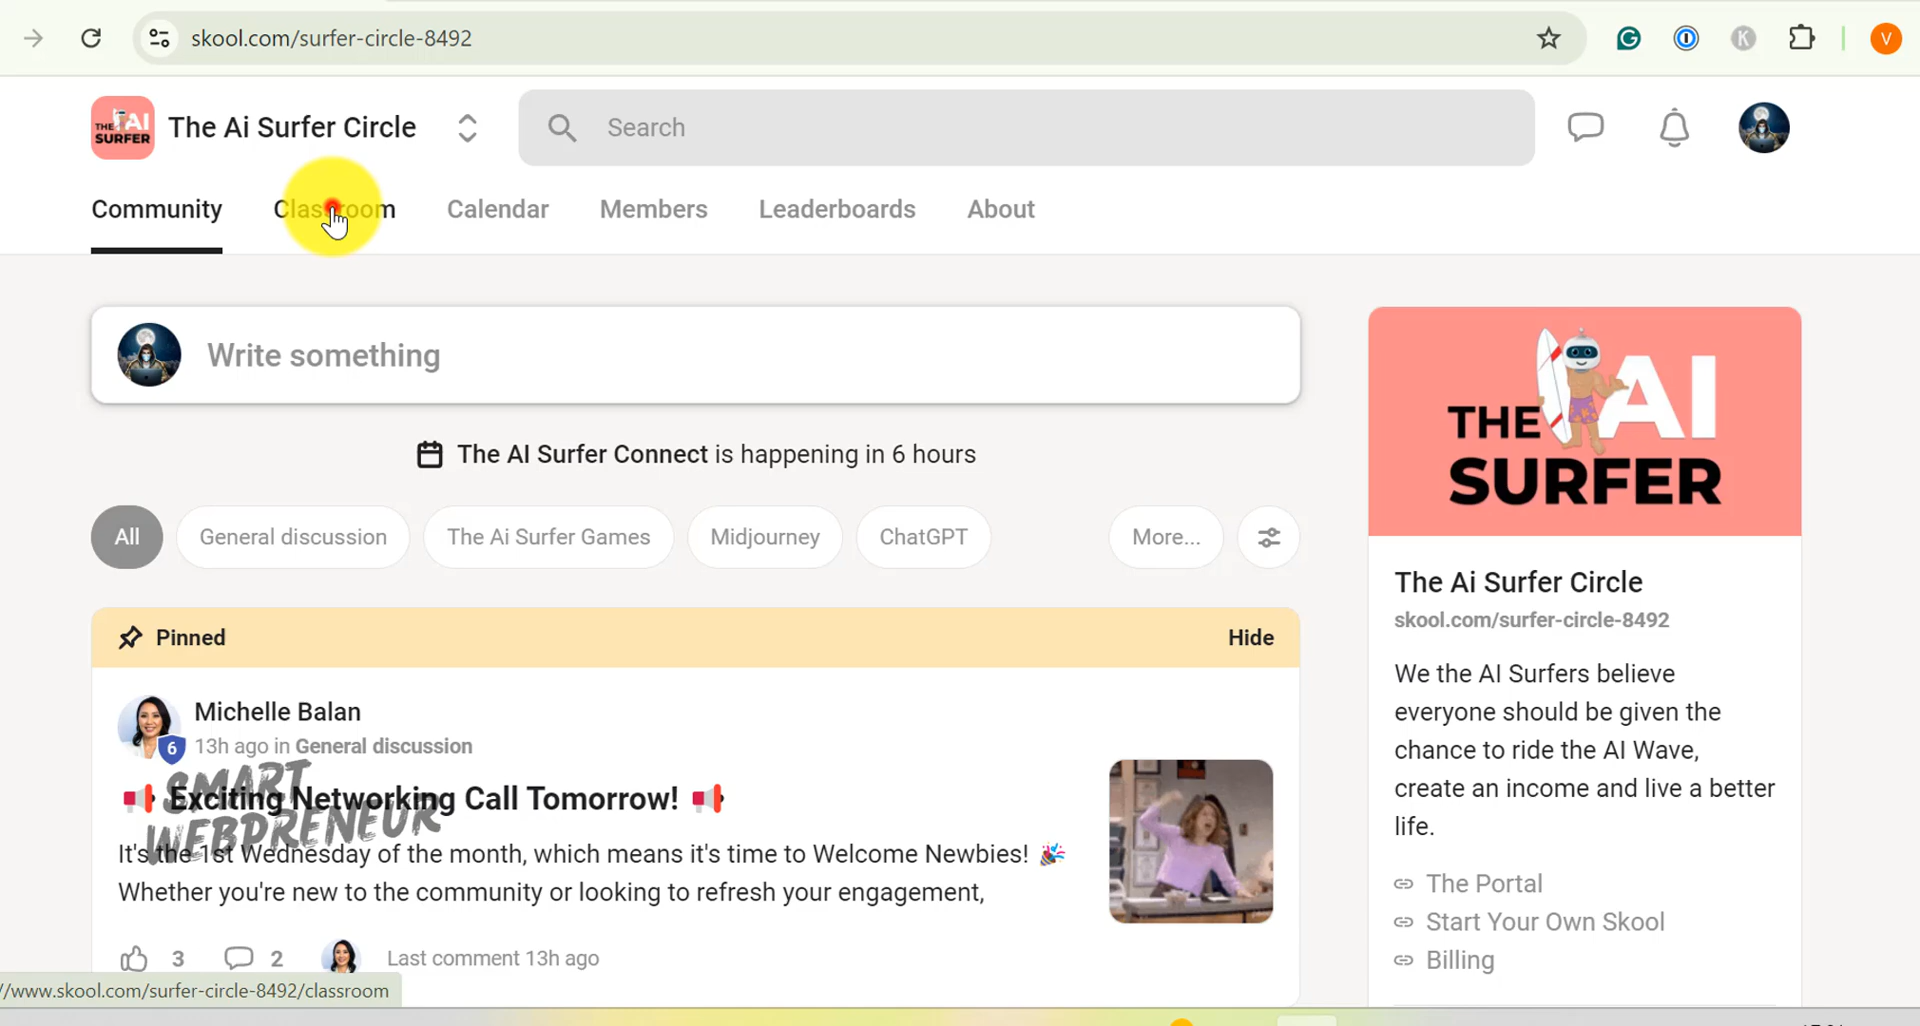 skool.com/surfer-circle-8492
V
K
THE AI
SURFER
The Ai Surfer Circle
Search
Community
Classroom
Calendar
Members
Leaderboards
About
Write something
The AI Surfer Connect is happening in 6 hours
All
General discussion
The Ai Surfer Games
Midjourney
ChatGPT
More...
Pinned
Hide
Michelle Balan
6
13h ago in General discussion
📢 Exciting Networking Call Tomorrow! 📢
SMART
WEBPRENEUR
It's the 1st Wednesday of the month, which means it's time to Welcome Newbies! 🎉
Whether you're new to the community or looking to refresh your engagement,
3
2
Last comment 13h ago
THE AI
SURFER
The Ai Surfer Circle
skool.com/surfer-circle-8492
We the AI Surfers believe
everyone should be given the
chance to ride the AI Wave,
create an income and live a better
life.
The Portal
Start Your Own Skool
Billing
//www.skool.com/surfer-circle-8492/classroom